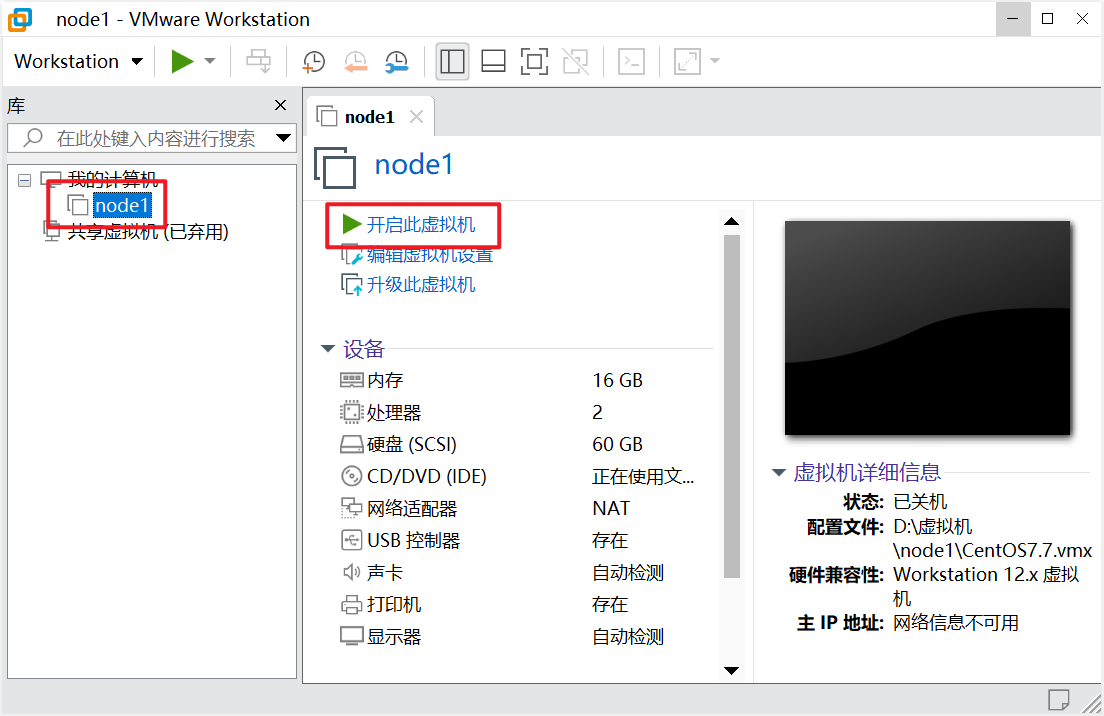 node1 - VMware Workstation
Workstation
库
在此处键入内容进行搜索
我的计算机
node1
共享虚拟机 (已弃用)
node1
node1
开启此虚拟机
编辑虚拟机设置
升级此虚拟机
设备
内存 16 GB
处理器 2
硬盘 (SCSI) 60 GB
CD/DVD (IDE) 正在使用文...
网络适配器 NAT
USB 控制器 存在
声卡 自动检测
打印机 存在
显示器 自动检测
虚拟机详细信息
状态: 已关机
配置文件: D:\虚拟机
\node1\CentOS7.7.vmx
硬件兼容性: Workstation 12.x 虚拟
机
主 IP 地址: 网络信息不可用